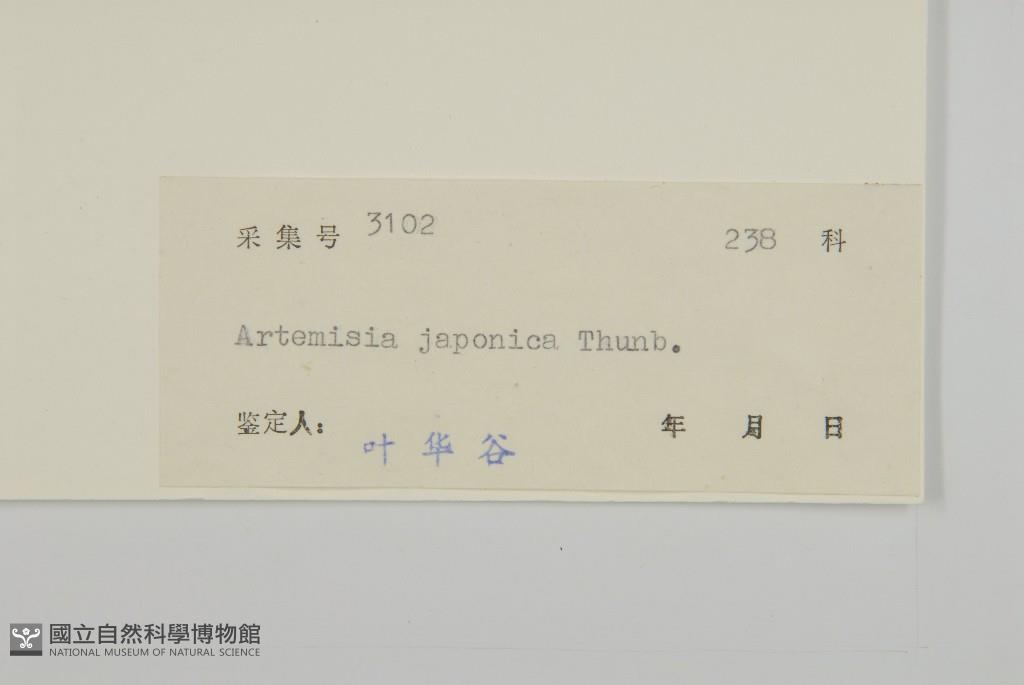 采集号 3102 238 科
Artemisia japonica Thunb.
鉴定人: 叶华谷 年 月 日
國立自然科學博物館
NATIONAL MUSEUM OF NATURAL SCIENCE